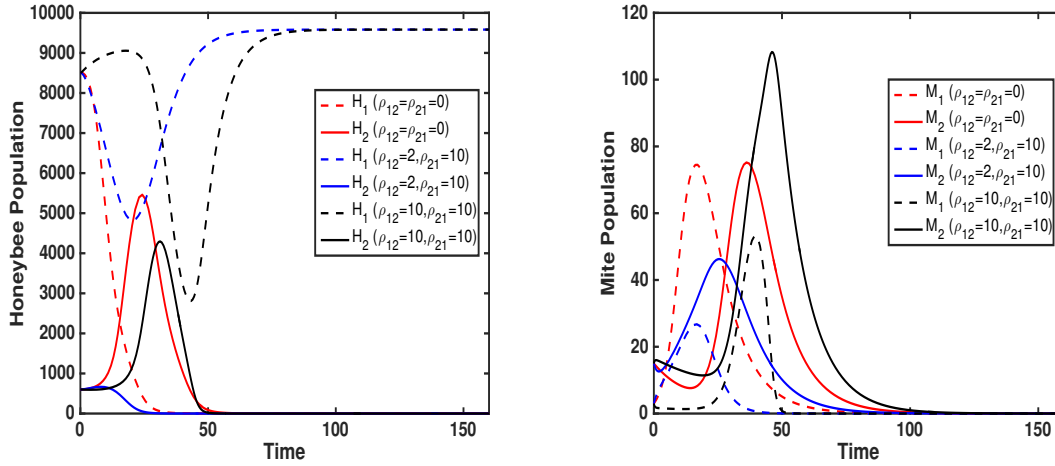 Honeybee Population
10000
9000
8000
7000
6000
5000
4000
3000
2000
1000
0
0
50
100
150
Time
H1 (ρ12=ρ21=0)
H2 (ρ12=ρ21=0)
H1 (ρ12=2,ρ21=10)
H2 (ρ12=2,ρ21=10)
H1 (ρ12=10,ρ21=10)
H2 (ρ12=10,ρ21=10)
Mite Population
120
100
80
60
40
20
0
0
50
100
150
Time
M1 (ρ12=ρ21=0)
M2 (ρ12=ρ21=0)
M1 (ρ12=2,ρ21=10)
M2 (ρ12=2,ρ21=10)
M1 (ρ12=10,ρ21=10)
M2 (ρ12=10,ρ21=10)